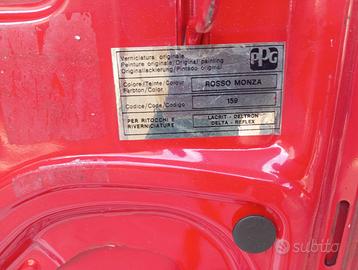 Verniciatura originale
Peinture originale/Original painting
Originallackierung/Pintado original
PPG
Colore/Teinte/Colour
Farbton/Color
ROSSO MONZA
Codice/Code/Codigo
159
PER RITOCCHI E
RIVERNICIATURE
LACRIT - DELTRON
DELTA - REFLEX
subito